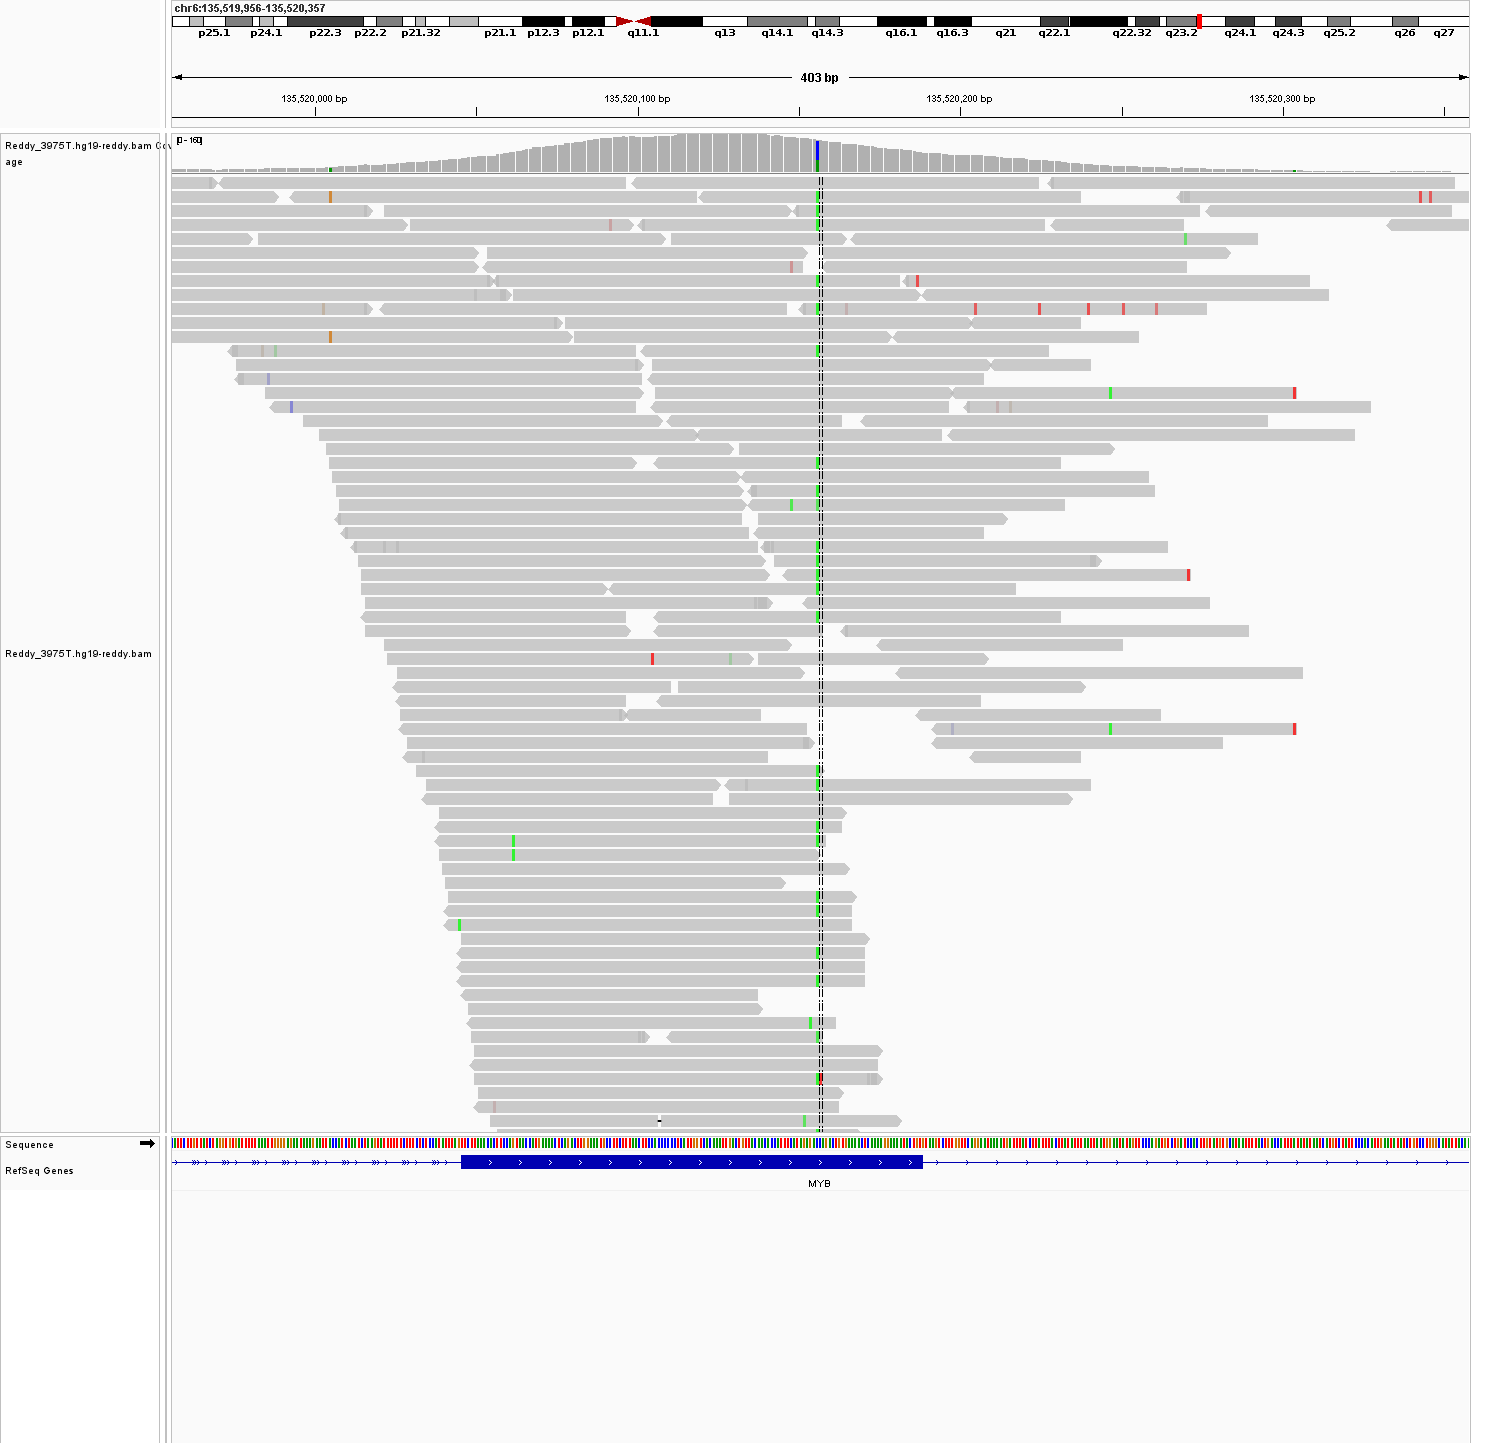 chr6:135,519,956-135,520,357
p25.1 p24.1 p22.3 p22.2 p21.32 p21.1 p12.3 p12.1 q11.1 q13 q14.1 q14.3 q16.1 q16.3 q21 q22.1 q22.32 q23.2 q24.1 q24.3 q25.2 q26 q27
403 bp
135,520,000 bp 135,520,100 bp 135,520,200 bp 135,520,300 bp
Reddy_3975T.hg19-reddy.bam Cov
age
[0 - 160]
Reddy_3975T.hg19-reddy.bam
Sequence
RefSeq Genes
MYB